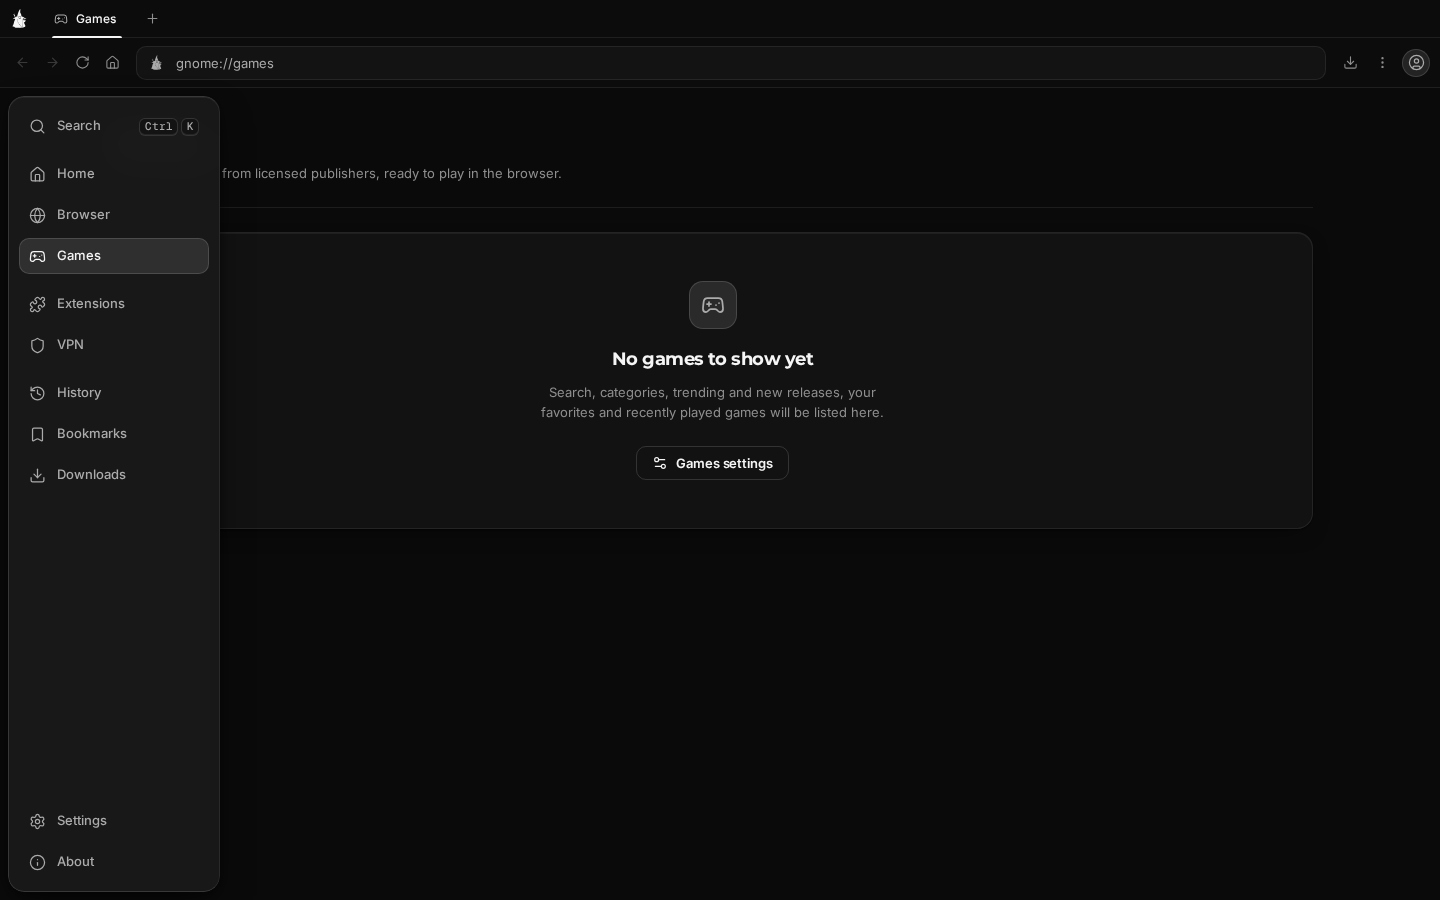 Games
gnome://games
Search Ctrl K
Home
from licensed publishers, ready to play in the browser.
Browser
Games
Extensions
VPN
History
Bookmarks
Downloads
No games to show yet
Search, categories, trending and new releases, your
favorites and recently played games will be listed here.
Games settings
Settings
About